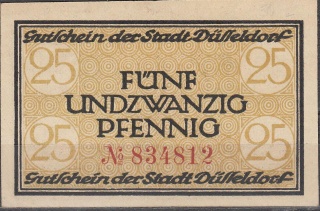 Gutschein der Stadt Düsseldorf
25 25
FÜNF
UNDZWANZIG
PFENNIG
25 25
№ 834812
Gutschein der Stadt Düsseldorf